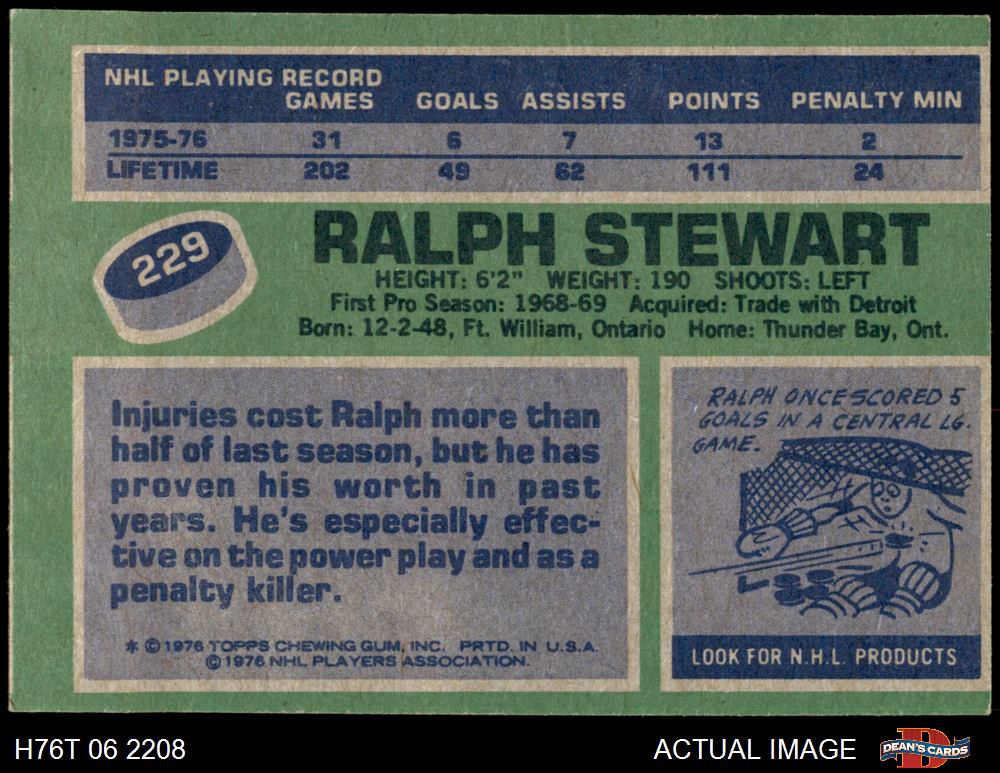 NHL PLAYING RECORD
GAMES GOALS ASSISTS POINTS PENALTY MIN
1975-76 31 6 7 13 2
LIFETIME 202 49 62 111 24
229
RALPH STEWART
HEIGHT: 6'2" WEIGHT: 190 SHOOTS: LEFT
First Pro Season: 1968-69 Acquired: Trade with Detroit
Born: 12-2-48, Ft. William, Ontario Home: Thunder Bay, Ont.
Injuries cost Ralph more than
half of last season, but he has
proven his worth in past
years. He's especially effec-
tive on the power play and as a
penalty killer.
* © 1976 TOPPS CHEWING GUM, INC. PRTD. IN U.S.A.
© 1976 NHL PLAYERS ASSOCIATION.
RALPH ONCE SCORED 5
GOALS IN A CENTRAL LG.
GAME.
LOOK FOR N.H.L. PRODUCTS
H76T 06 2208
ACTUAL IMAGE
D
DEAN'S CARDS